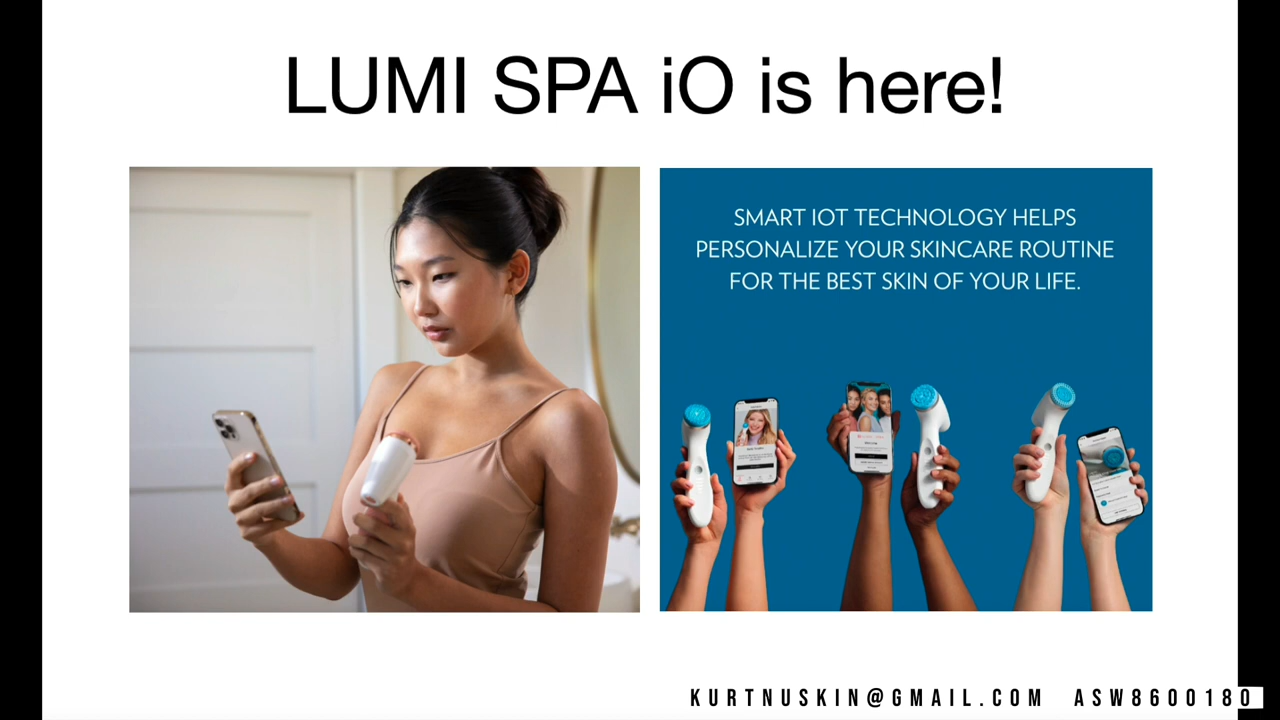 LUMI SPA iO is here!
SMART IOT TECHNOLOGY HELPS
PERSONALIZE YOUR SKINCARE ROUTINE
FOR THE BEST SKIN OF YOUR LIFE.
KURTNUSKIN@GMAIL.COM ASW8600180